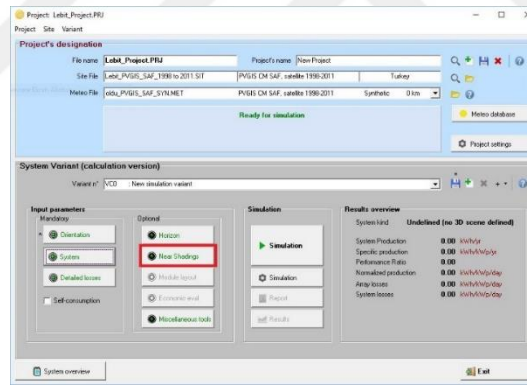 Project: Lebit_Project.PRJ
Project Site Variant
Project's designation
File name Lebit_Project.PRJ Project's name New Project
Site File Lebit_PVGIS_SAF_1998 to 2011.SIT PVGIS CM SAF, satelite 1998-2011 Turkey
Meteo File PVGIS CM SAF, satelite 1998-2011 Synthetic 0 km
Meteo database
Ready for simulation
Project settings
System Variant (calculation version)
Variant n° VC0 : New simulation variant
Input parameters
Mandatory
Orientation
System
Detailed losses
Self-consumption
Optional
Horizon
Near Shadings
Module layout
Economic eval.
Miscellaneous tools
Simulation
Simulation
Simulation
Report
Results
Results overview
System kind Undefined (no 3D scene defined)
System Production 0.00 kWh/yr
Specific production 0.00 kWh/kWp/yr
Performance Ratio 0.00
Normalized production 0.00 kWh/kWp/day
Array losses 0.00 kWh/kWp/day
System losses 0.00 kWh/kWp/day
System overview
Exit